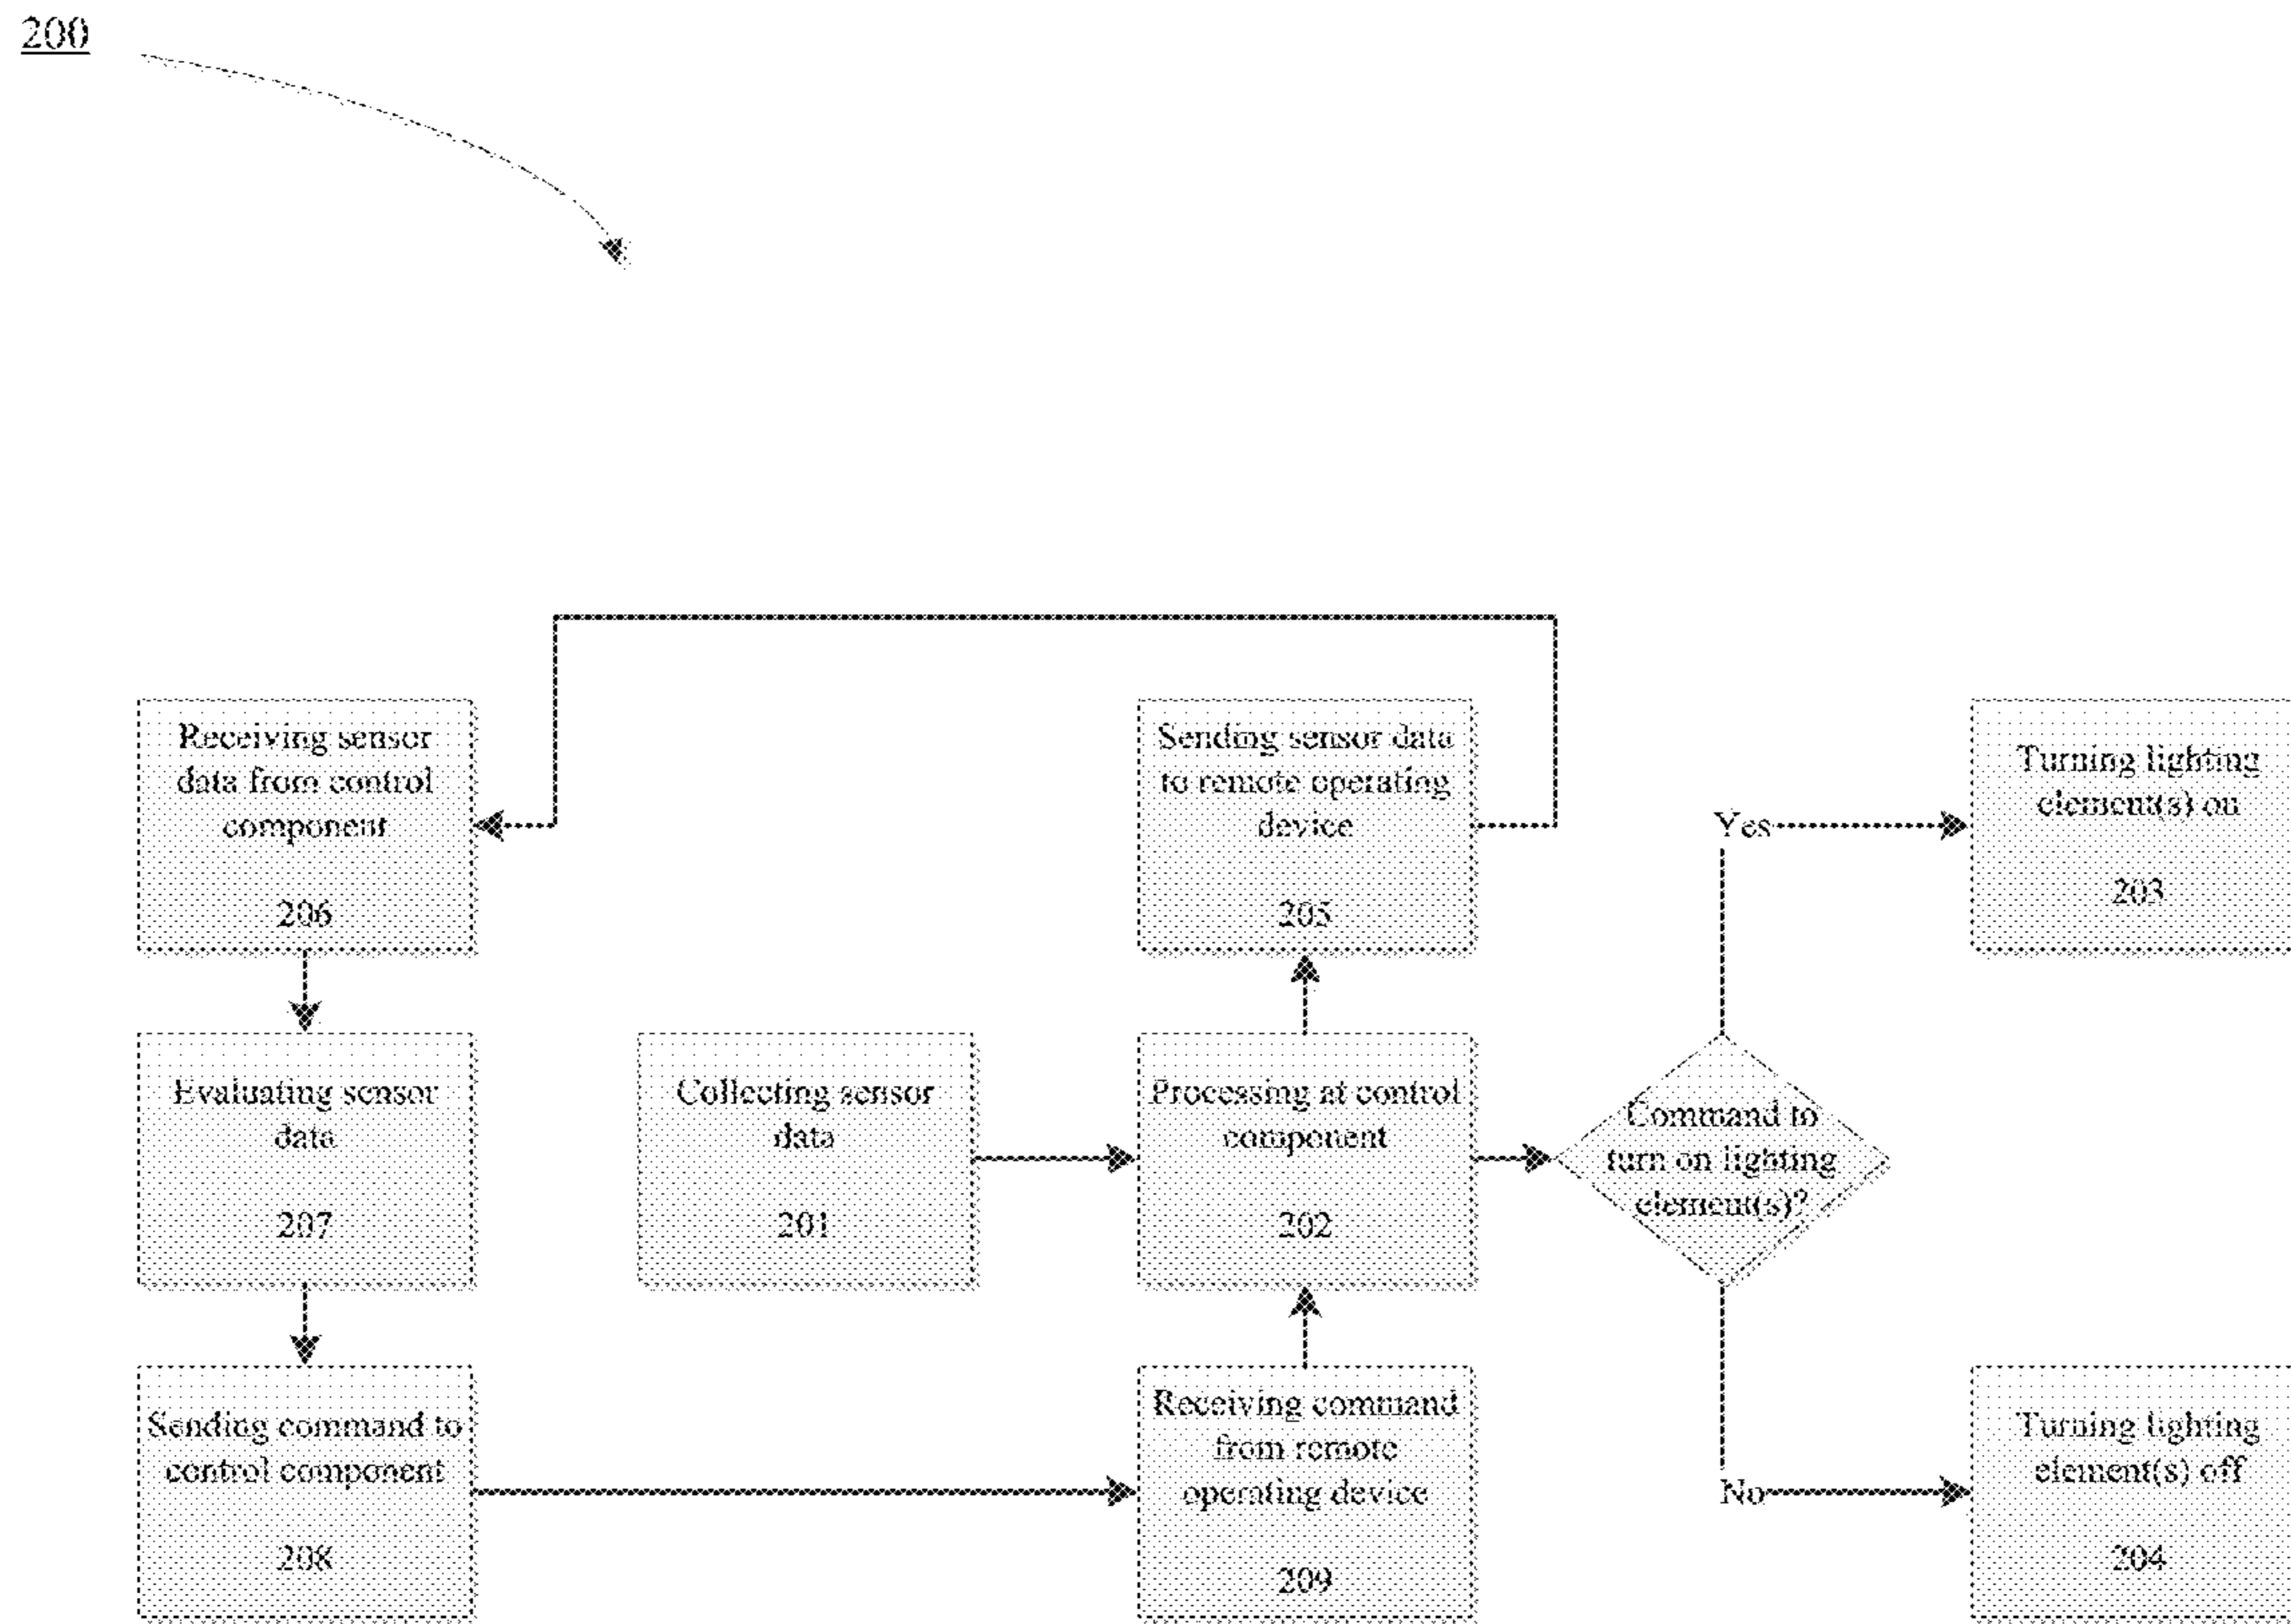 200
Receiving sensor
data from control
component
206
Sending sensor data
to remote operating
device
205
Yes
Turning lighting
element(s) on
203
Evaluating sensor
data
207
Collecting sensor
data
201
Processing at control
component
202
Command to
turn on lighting
element(s)?
Sending command to
control component
208
Receiving command
from remote
operating device
209
No
Turning lighting
element(s) off
204